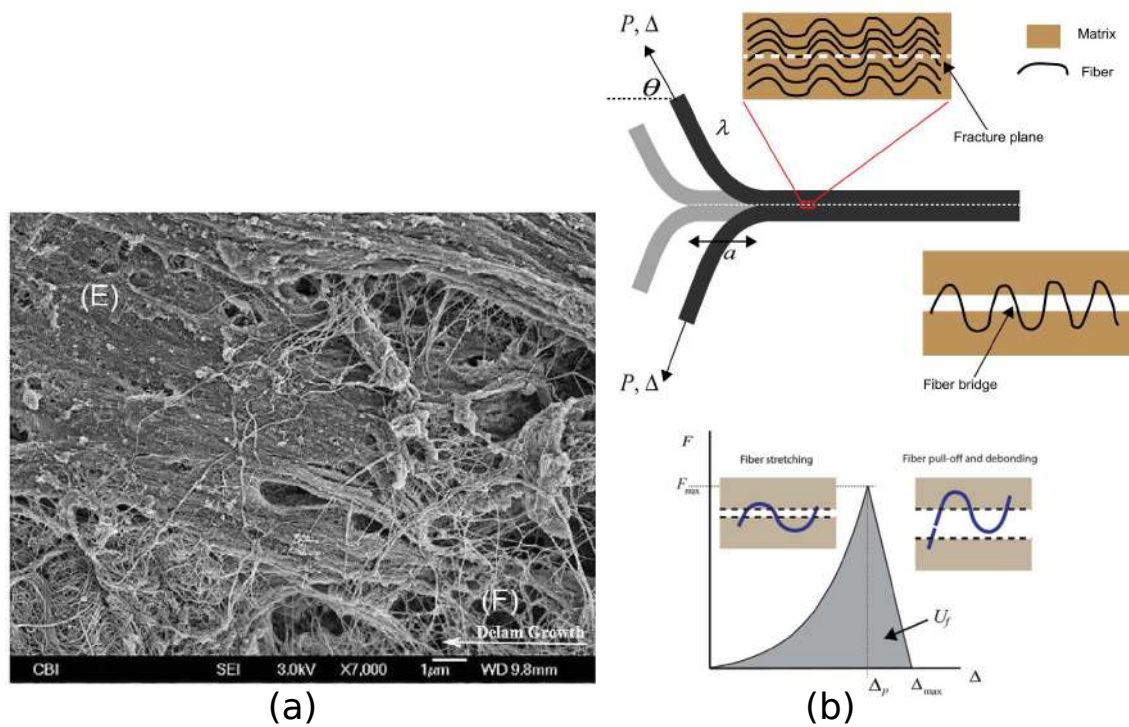 (E)
(F)
Delam Growth
CBI SEI 3.0kV X7,000 1µm WD 9.8mm
(a)
P, Δ
θ
λ
a
P, Δ
Matrix
Fiber
Fracture plane
Fiber bridge
F
Fiber stretching
Fiber pull-off and debonding
F_max
U_f
Δ_p
Δ_max
Δ
(b)